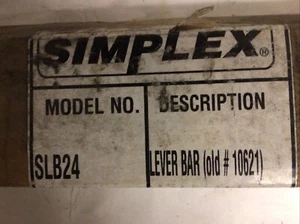 SIMPLEX®
MODEL NO. DESCRIPTION
SLB24 LEVER BAR (old # 10621)